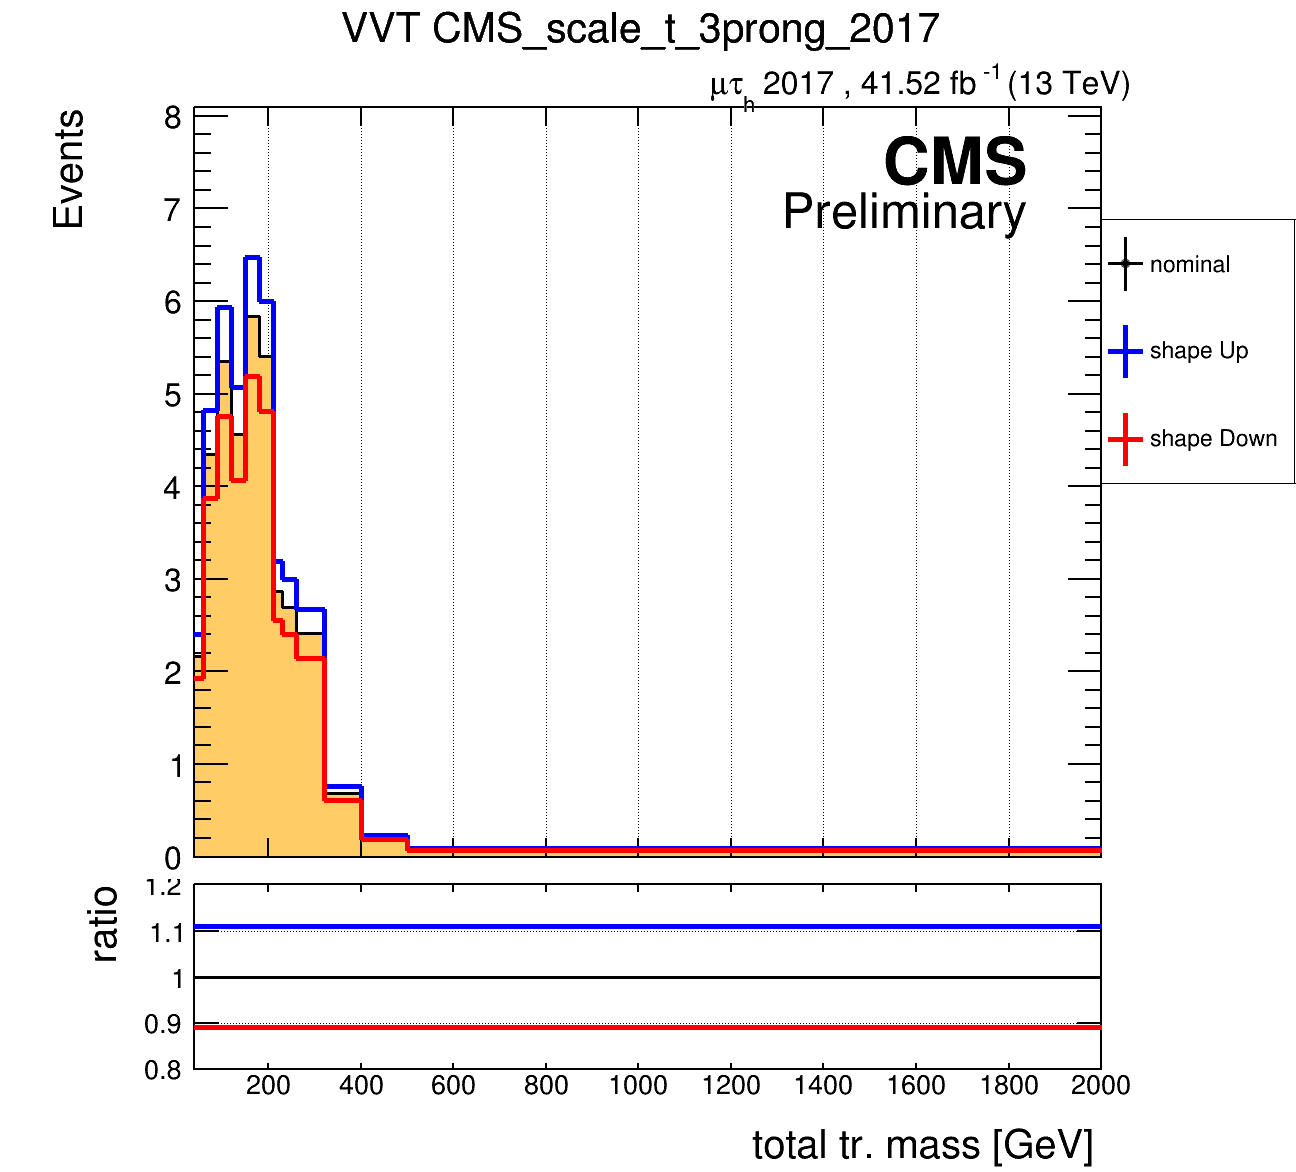 VVT CMS_scale_t_3prong_2017
μτh 2017 , 41.52 fb-1 (13 TeV)
Events
8
7
6
5
4
3
2
1
0
CMS
Preliminary
nominal
shape Up
shape Down
ratio
1.2
1.1
1
0.9
0.8
200 400 600 800 1000 1200 1400 1600 1800 2000
total tr. mass [GeV]